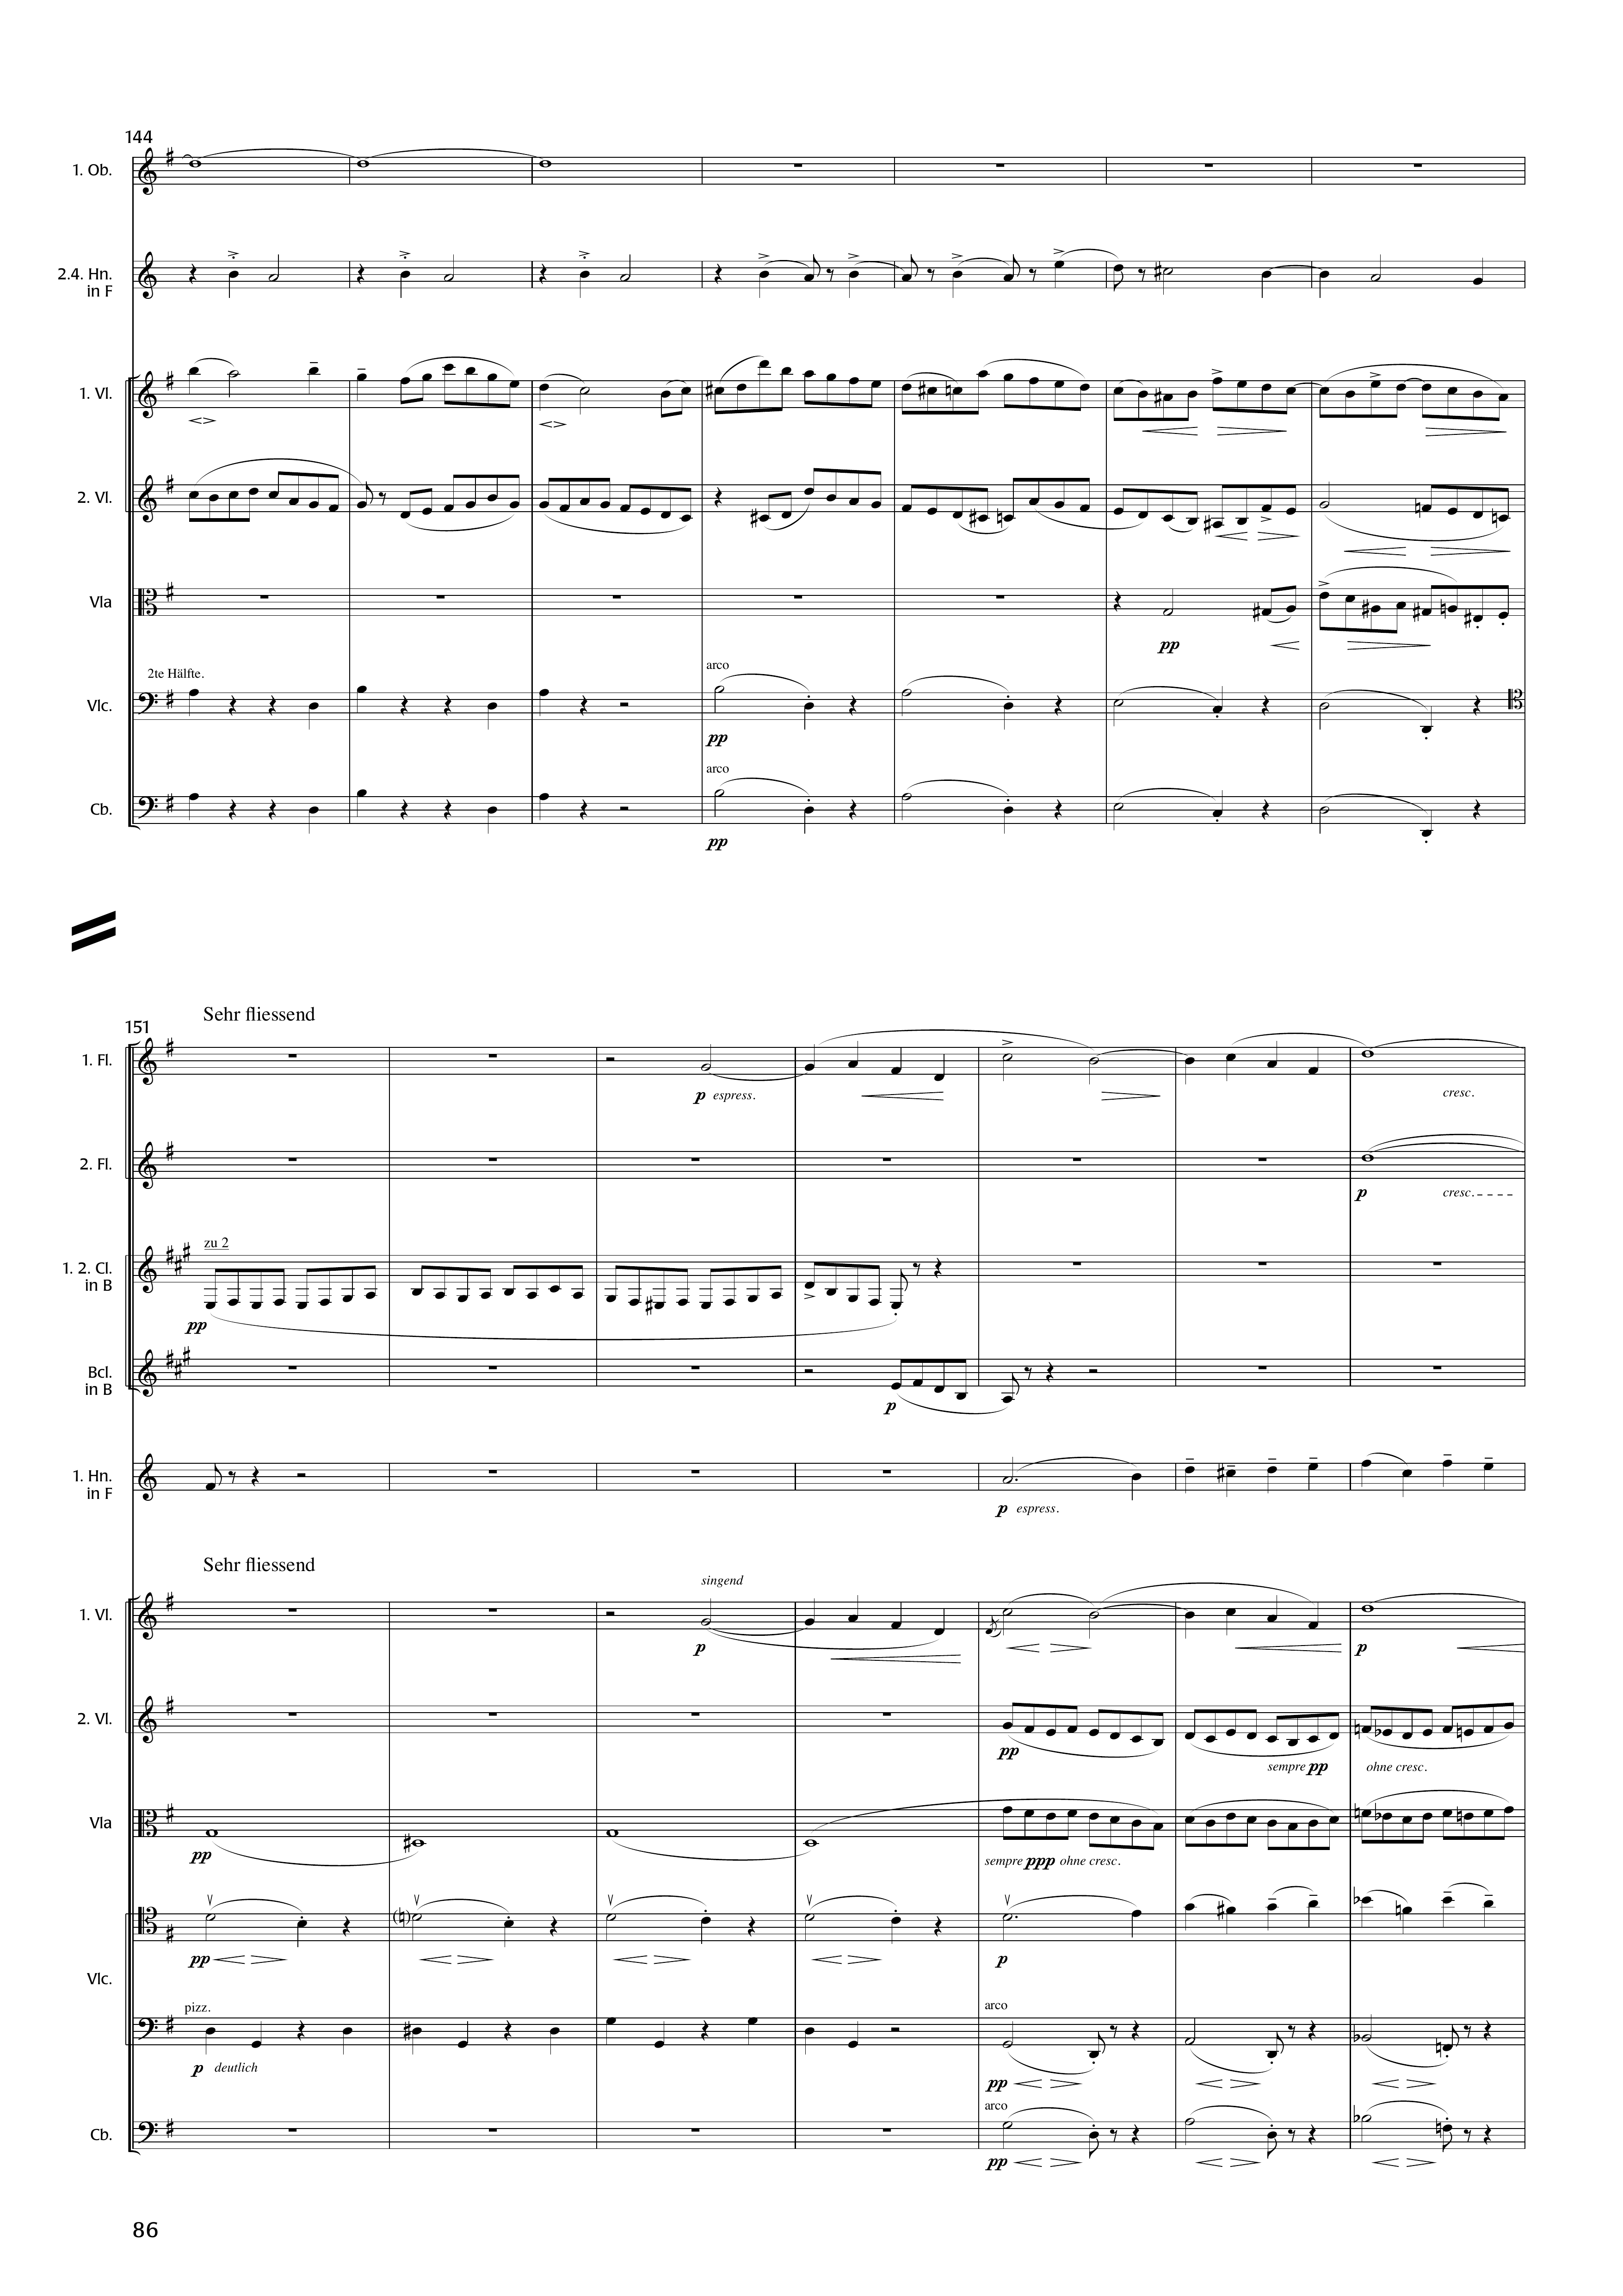 144
1. Ob.
2.4. Hn.
in F
1. Vl.
2. Vl.
Vla
2te Hälfte.
arco
Vlc.
pp
pp
arco
Cb.
pp
Sehr fliessend
151
1. Fl.
p espress.
cresc.
2. Fl.
p cresc.
zu 2
1. 2. Cl.
in B
pp
Bcl.
in B
p
1. Hn.
in F
p espress.
Sehr fliessend
singend
1. Vl.
p
p
2. Vl.
pp
sempre pp
ohne cresc.
Vla
pp
sempre ppp ohne cresc.
pp
p
Vlc.
pizz.
arco
p deutlich
pp
arco
Cb.
pp
86